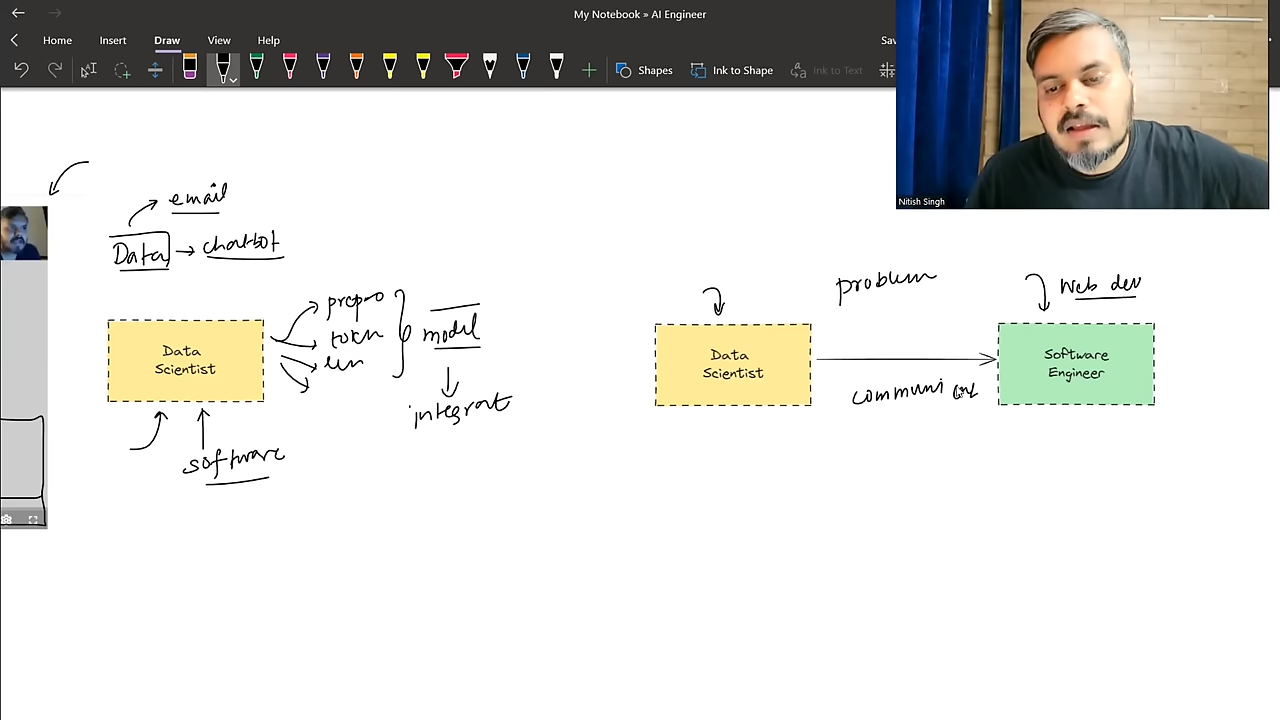 My Notebook » AI Engineer
Home Insert Draw View Help
Shapes Ink to Shape Ink to Text
Nitish Singh
email
Data → chatbot
prepro
token
model
integrat
Data
Scientist
software
problem
Web dev
Data
Scientist
Software
Engineer